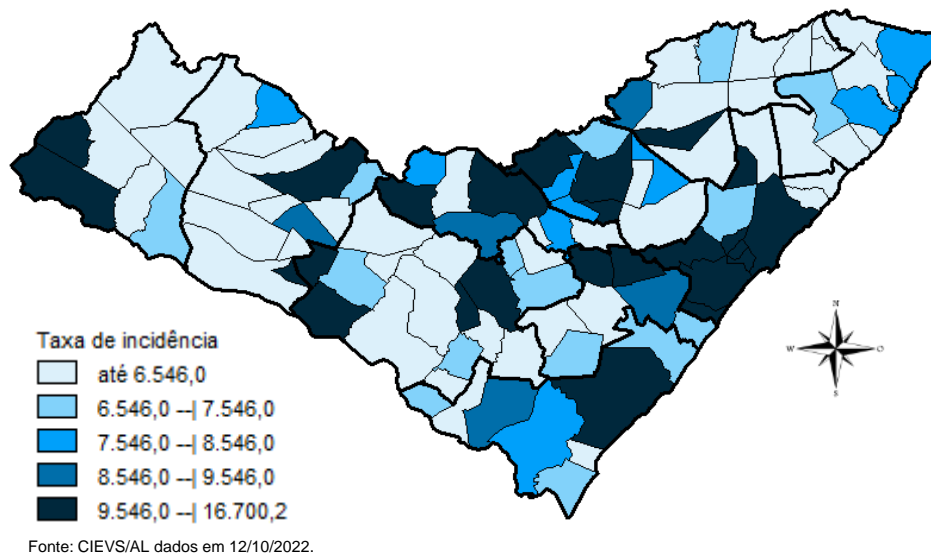 N
W
O
S
Taxa de incidência
até 6.546,0
6.546,0 --| 7.546,0
7.546,0 --| 8.546,0
8.546,0 --| 9.546,0
9.546,0 --| 16.700,2
Fonte: CIEVS/AL dados em 12/10/2022.